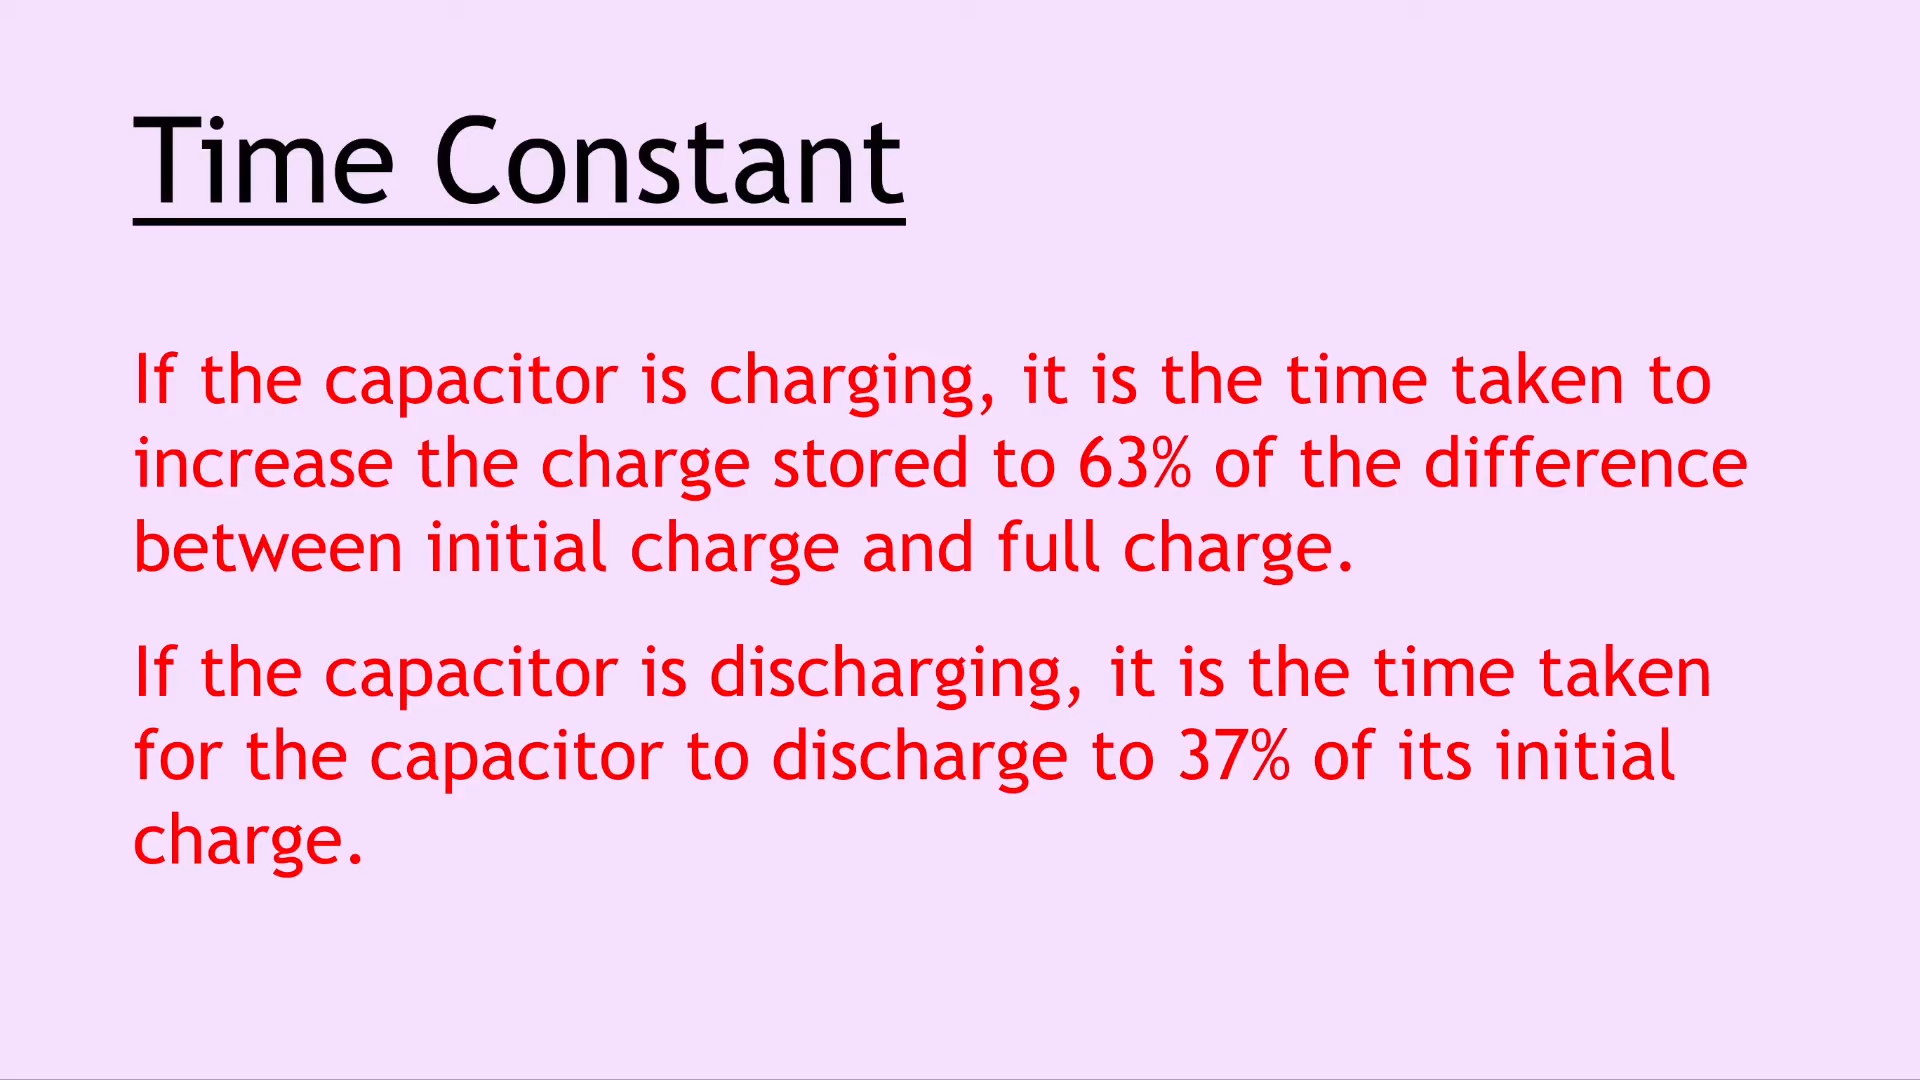 Time Constant
If the capacitor is charging, it is the time taken to
increase the charge stored to 63% of the difference
between initial charge and full charge.
If the capacitor is discharging, it is the time taken
for the capacitor to discharge to 37% of its initial
charge.